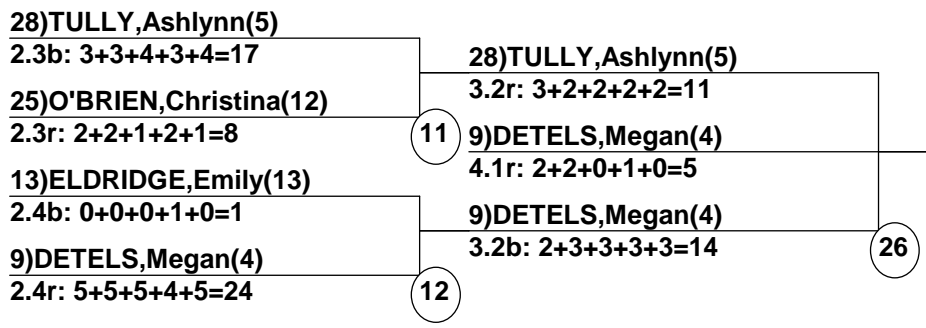 28)TULLY,Ashlynn(5)
2.3b: 3+3+4+3+4=17
25)O'BRIEN,Christina(12)
2.3r: 2+2+1+2+1=8
11
13)ELDRIDGE,Emily(13)
2.4b: 0+0+0+1+0=1
9)DETELS,Megan(4)
2.4r: 5+5+5+4+5=24
12
28)TULLY,Ashlynn(5)
3.2r: 3+2+2+2+2=11
9)DETELS,Megan(4)
4.1r: 2+2+0+1+0=5
9)DETELS,Megan(4)
3.2b: 2+3+3+3+3=14
26